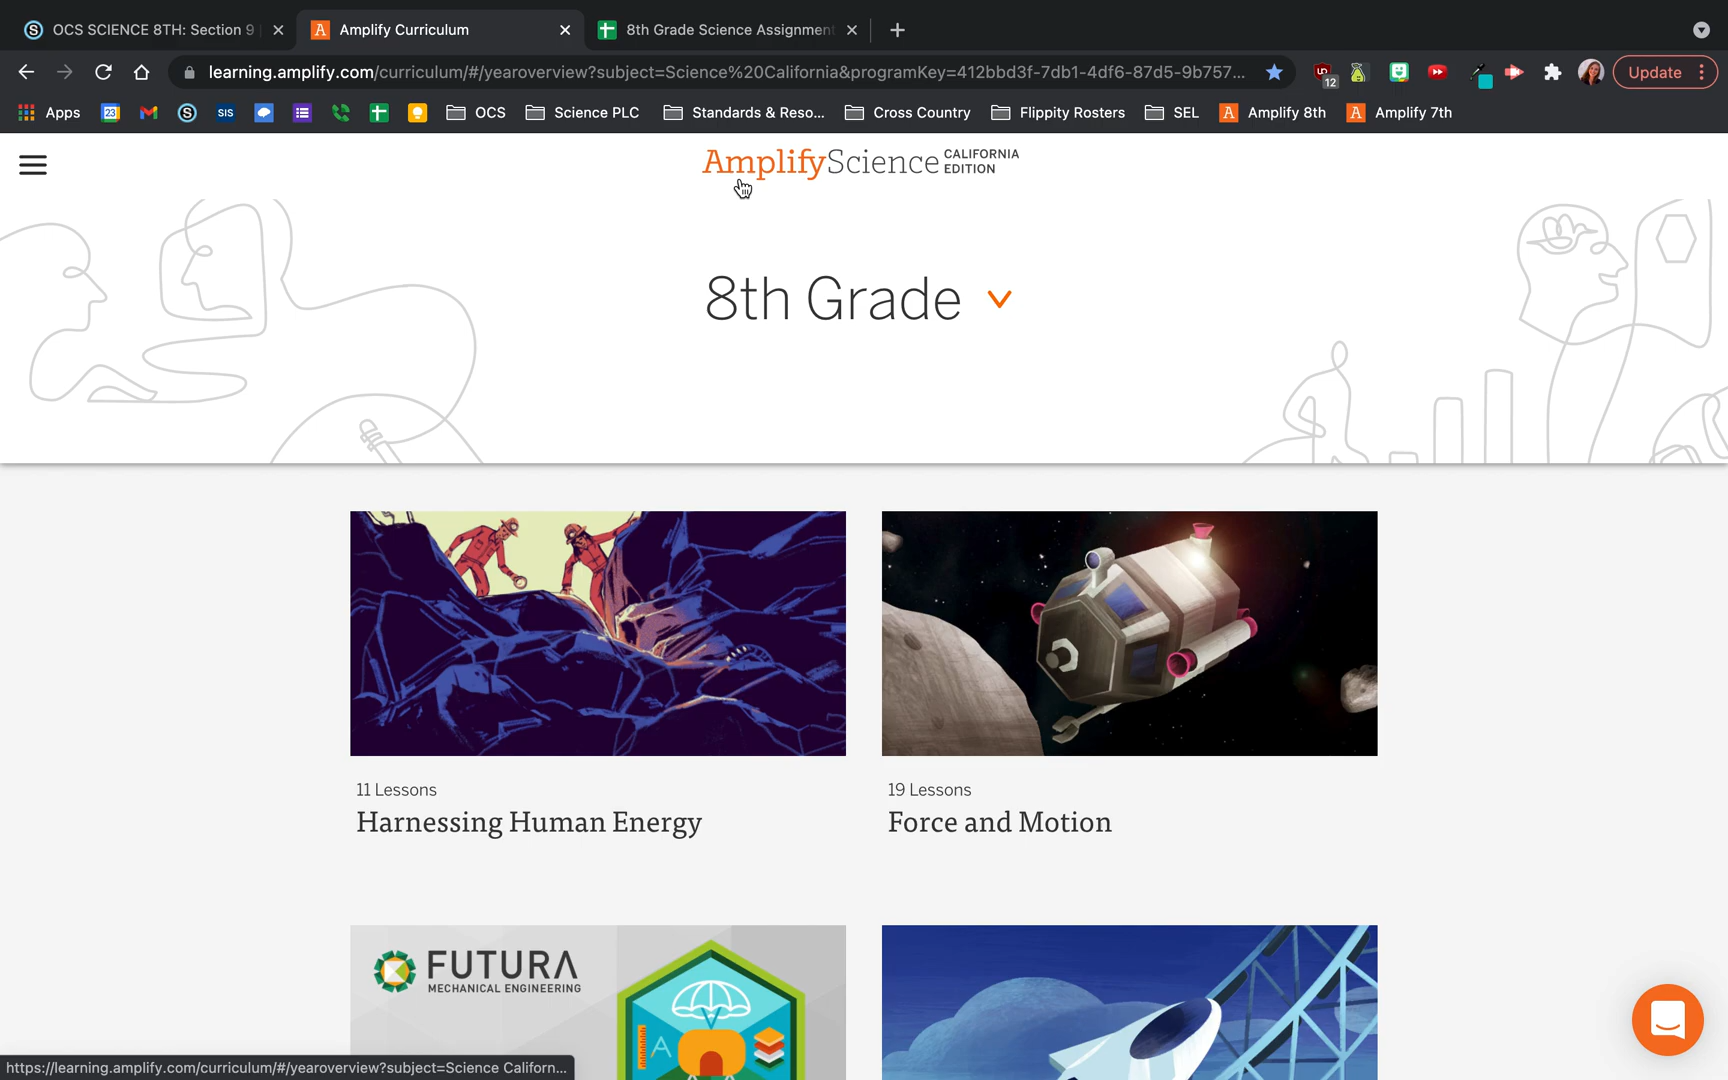 OCS SCIENCE 8TH: Section 9
Amplify Curriculum
8th Grade Science Assignment
learning.amplify.com/curriculum/#/yearoverview?subject=Science%20California&programKey=412bbd3f-7db1-4df6-87d5-9b757...
12
Update
Apps
23
SIS
OCS
Science PLC
Standards & Reso...
Cross Country
Flippity Rosters
SEL
A Amplify 8th
A Amplify 7th
AmplifyScience CALIFORNIA EDITION
8th Grade
11 Lessons
Harnessing Human Energy
19 Lessons
Force and Motion
FUTURA
MECHANICAL ENGINEERING
https://learning.amplify.com/curriculum/#/yearoverview?subject=Science Californ...